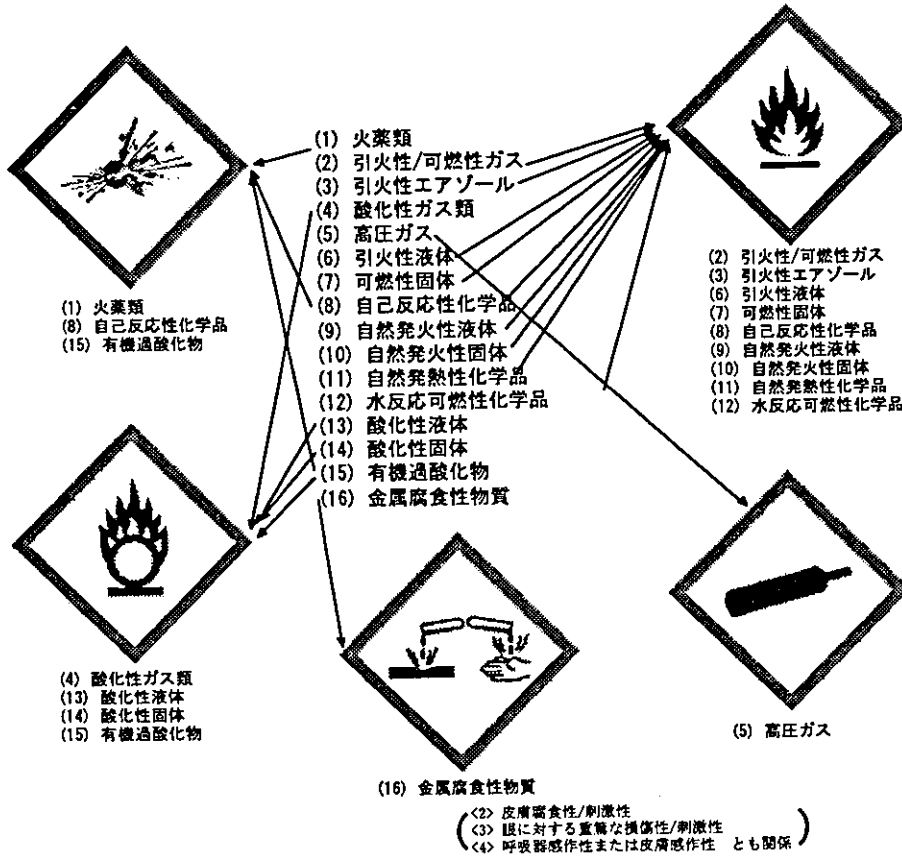 (1) 火薬類
(2) 引火性/可燃性ガス
(3) 引火性エアゾール
(4) 酸化性ガス類
(5) 高圧ガス
(6) 引火性液体
(7) 可燃性固体
(8) 自己反応性化学品
(9) 自然発火性液体
(10) 自然発火性固体
(11) 自然発熱性化学品
(12) 水反応可燃性化学品
(13) 酸化性液体
(14) 酸化性固体
(15) 有機過酸化物
(16) 金属腐食性物質
(1) 火薬類
(8) 自己反応性化学品
(15) 有機過酸化物
(2) 引火性/可燃性ガス
(3) 引火性エアゾール
(6) 引火性液体
(7) 可燃性固体
(8) 自己反応性化学品
(9) 自然発火性液体
(10) 自然発火性固体
(11) 自然発熱性化学品
(12) 水反応可燃性化学品
(4) 酸化性ガス類
(13) 酸化性液体
(14) 酸化性固体
(15) 有機過酸化物
(5) 高圧ガス
(16) 金属腐食性物質
<2> 皮膚腐食性/刺激性
<3> 眼に対する重篤な損傷性/刺激性
<4> 呼吸器感作性または皮膚感作性 とも関係